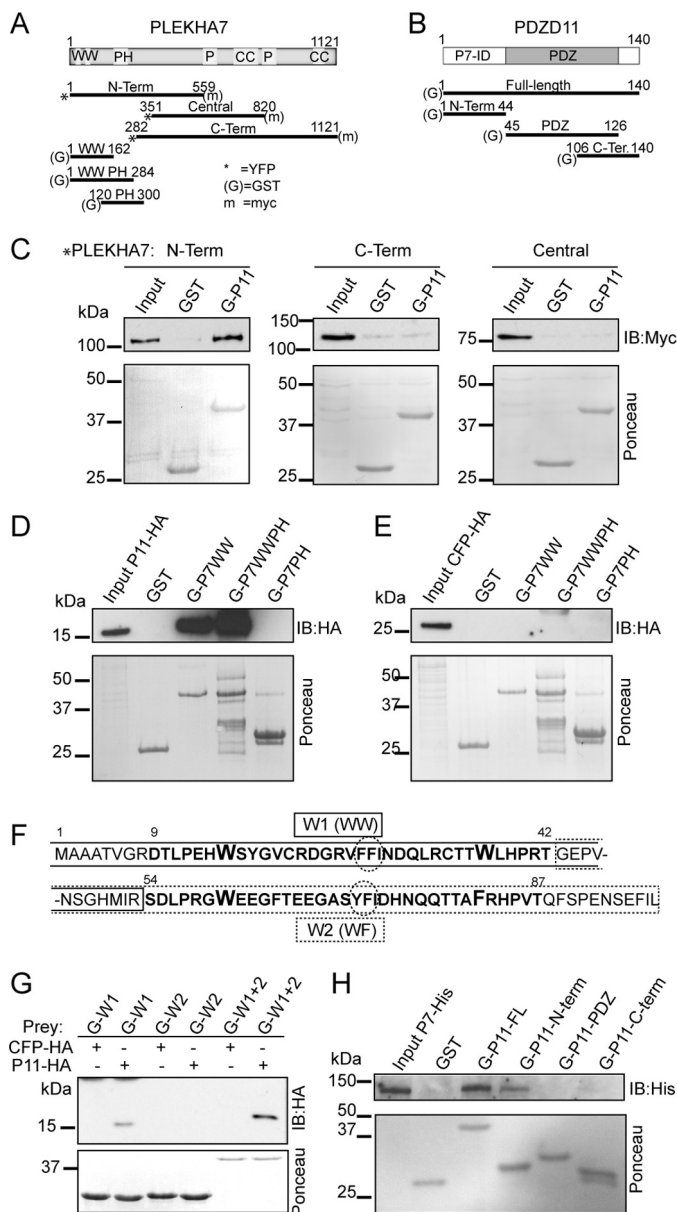 A
PLEKHA7
1 1121
WW PH P CC P CC
N-Term 559
* (m)
351 Central 820
* (m)
282 C-Term 1121
* (m)
1 WW 162
(G)
1 WW PH 284
(G)
120 PH 300
(G)
* =YFP
(G)=GST
m =myc
B
PDZD11
1 140
P7-ID PDZ
(G) 1 Full-length 140
(G) 1 N-Term 44
(G) 45 PDZ 126
(G) 106 C-Ter. 140
C
*PLEKHA7: N-Term C-Term Central
Input GST G-P11 Input GST G-P11 Input GST G-P11
kDa
100
150
100
75
IB:Myc
50
37
25
50
37
25
50
37
25
Ponceau
D
Input P11-HA GST G-P7WW G-P7WWPH G-P7PH
kDa
15
IB:HA
50
37
25
Ponceau
E
Input CFP-HA GST G-P7WW G-P7WWPH G-P7PH
kDa
25
IB:HA
50
37
25
Ponceau
F
W1 (WW)
1 9 42
MAAATVGRDTLPEHWSYGVCRDGRVFFINDQLRCTTWLHPRTGEPV-
54 87
-NSGHMIRSDLPRGWEEGFTEEGASYFIDHNQQTTAFRHPVTQFSPENSEFIL
W2 (WF)
G
G-W1 G-W1 G-W2 G-W2 G-W1+2 G-W1+2
Prey:
CFP-HA + - + - + -
P11-HA - + - + - +
kDa
15
IB:HA
37
Ponceau
H
Input P7-His GST G-P11-FL G-P11-N-term G-P11-PDZ G-P11-C-term
kDa
150
IB:His
50
37
25
Ponceau